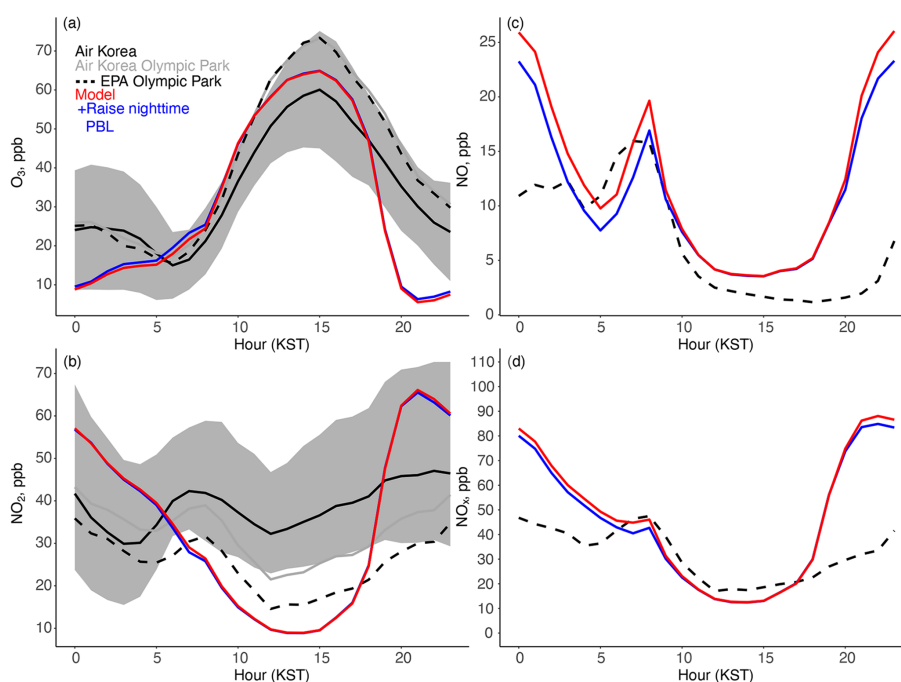 (a)
Air Korea
Air Korea Olympic Park
EPA Olympic Park
Model
+Raise nighttime
PBL
O3, ppb
70
60
50
40
30
20
10
0 5 10 15 20
Hour (KST)
(c)
NO, ppb
25
20
15
10
5
0
0 5 10 15 20
Hour (KST)
(b)
NO2, ppb
70
60
50
40
30
20
10
0 5 10 15 20
Hour (KST)
(d)
NOx, ppb
110
100
90
80
70
60
50
40
30
20
10
0
0 5 10 15 20
Hour (KST)